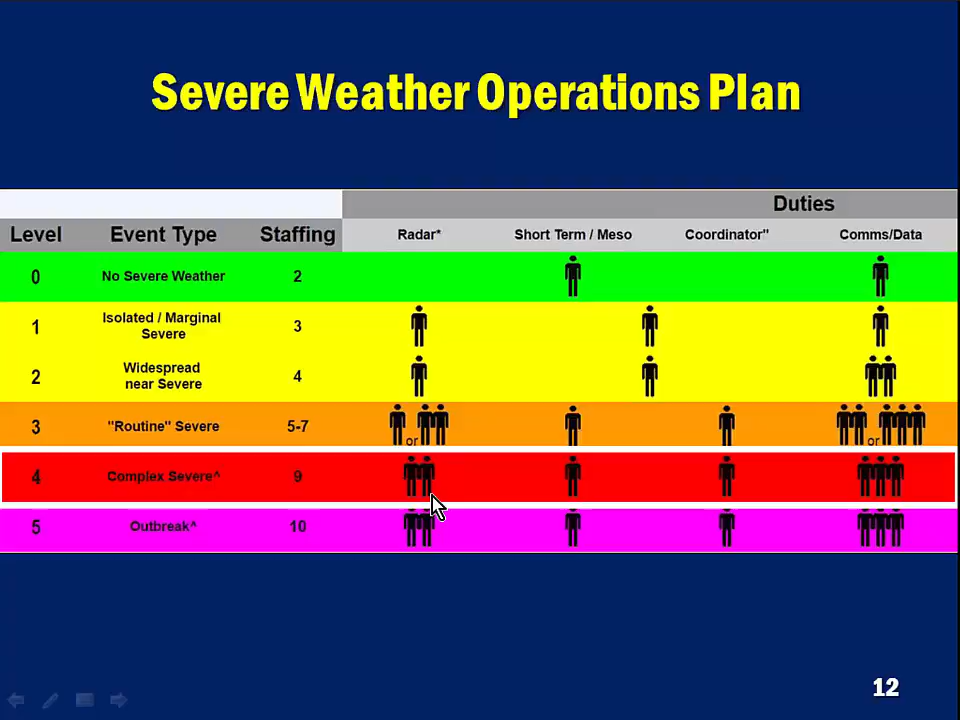 Severe Weather Operations Plan
Duties
Level Event Type Staffing Radar* Short Term / Meso Coordinator" Comms/Data
0 No Severe Weather 2
Isolated / Marginal
1 Severe 3
Widespread
2 near Severe 4
3 "Routine" Severe 5-7 or or
4 Complex Severe^ 9
5 Outbreak^ 10
12